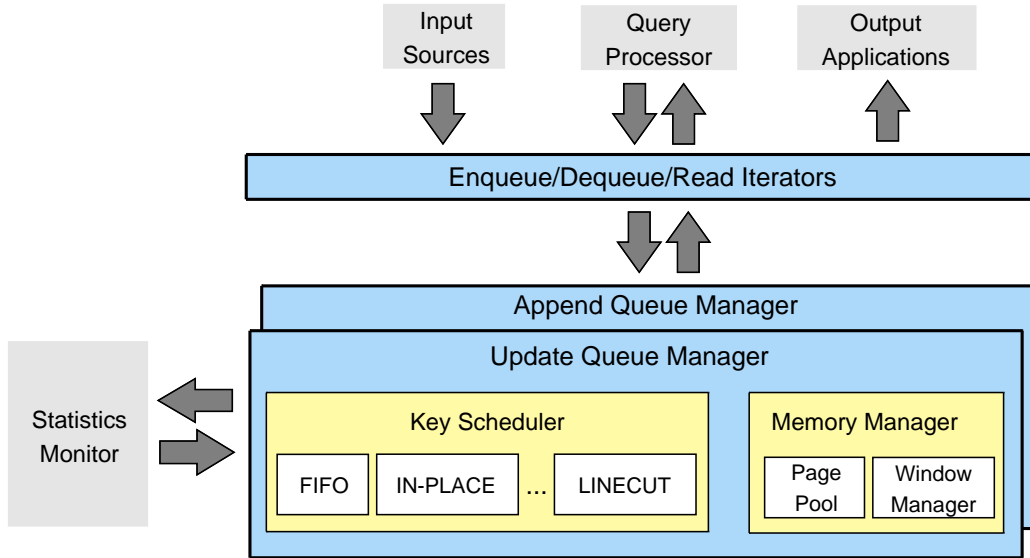 Input
Sources
Query
Processor
Output
Applications
Enqueue/Dequeue/Read Iterators
Append Queue Manager
Update Queue Manager
Statistics
Monitor
Key Scheduler
FIFO
IN-PLACE
...
LINECUT
Memory Manager
Page
Pool
Window
Manager